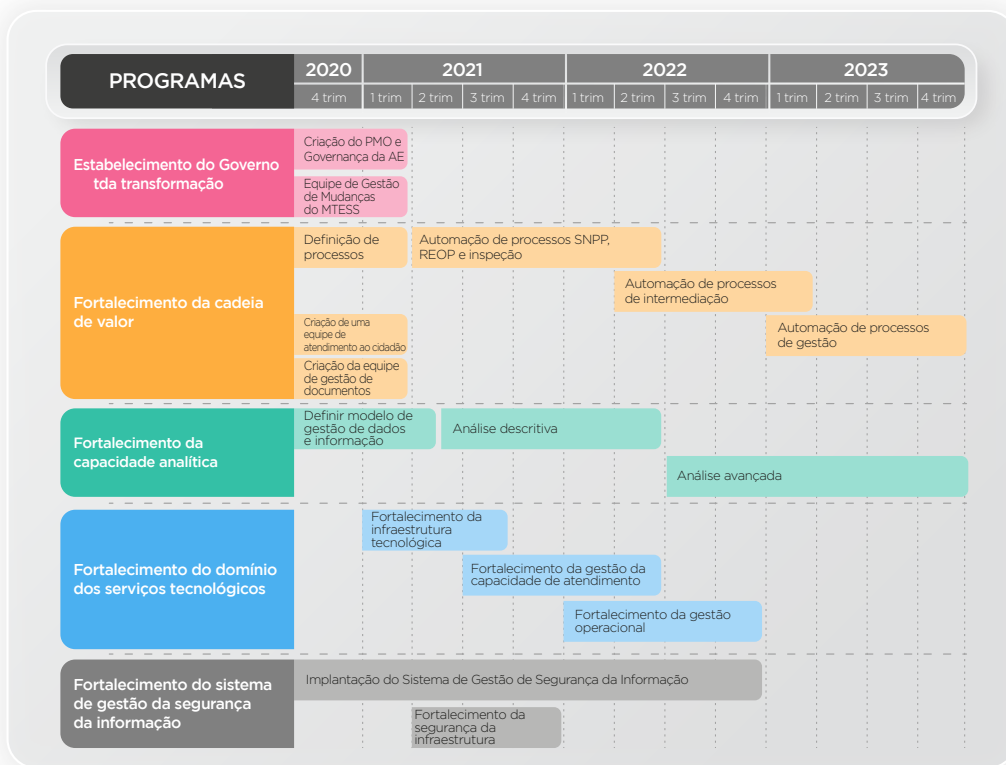 PROGRAMAS
2020 2021 2022 2023
4 trim 1 trim 2 trim 3 trim 4 trim 1 trim 2 trim 3 trim 4 trim 1 trim 2 trim 3 trim 4 trim
Estabelecimento do Governo
tda transformação
Criação do PMO e
Governança da AE
Equipe de Gestão
de Mudanças
do MTESS
Fortalecimento da cadeia
de valor
Definição de
processos
Automação de processos SNPP,
REOP e inspeção
Automação de processos
de intermediação
Criação de uma
equipe de
atendimento ao cidadão
Automação de processos
de gestão
Criação da equipe
de gestão de
documentos
Fortalecimento da
capacidade analítica
Definir modelo de
gestão de dados
e informação
Análise descritiva
Análise avançada
Fortalecimento do domínio
dos serviços tecnológicos
Fortalecimento da
infraestrutura
tecnológica
Fortalecimento da gestão da
capacidade de atendimento
Fortalecimento da gestão
operacional
Fortalecimento do sistema
de gestão da segurança
da informação
Implantação do Sistema de Gestão de Segurança da Informação
Fortalecimento da
segurança da
infraestrutura